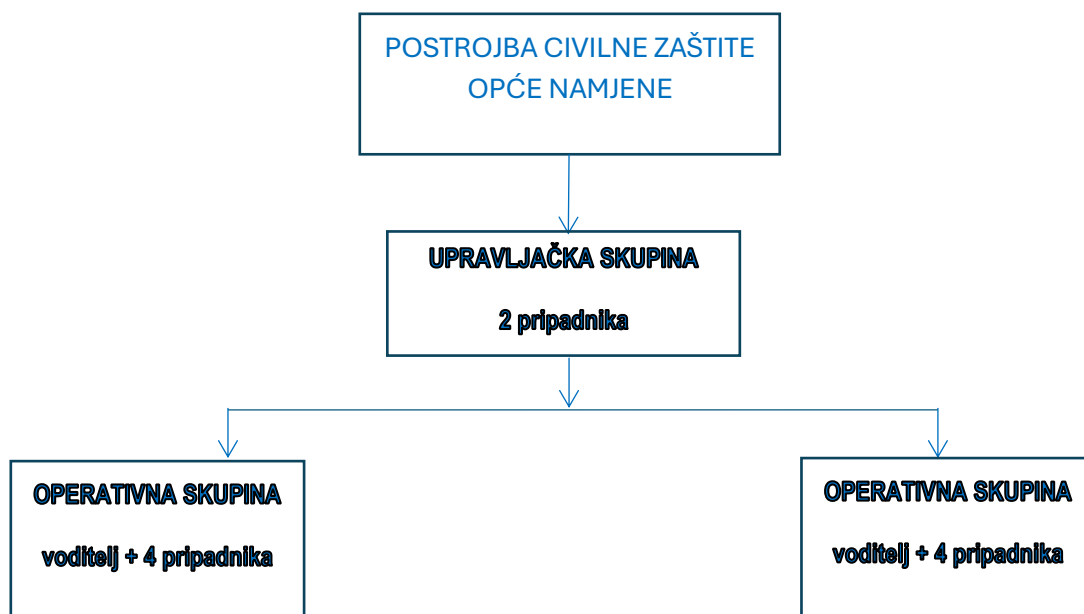 POSTROJBA CIVILNE ZAŠTITE
OPĆE NAMJENE
UPRAVLJAČKA SKUPINA
2 pripadnika
OPERATIVNA SKUPINA
voditelj + 4 pripadnika
OPERATIVNA SKUPINA
voditelj + 4 pripadnika